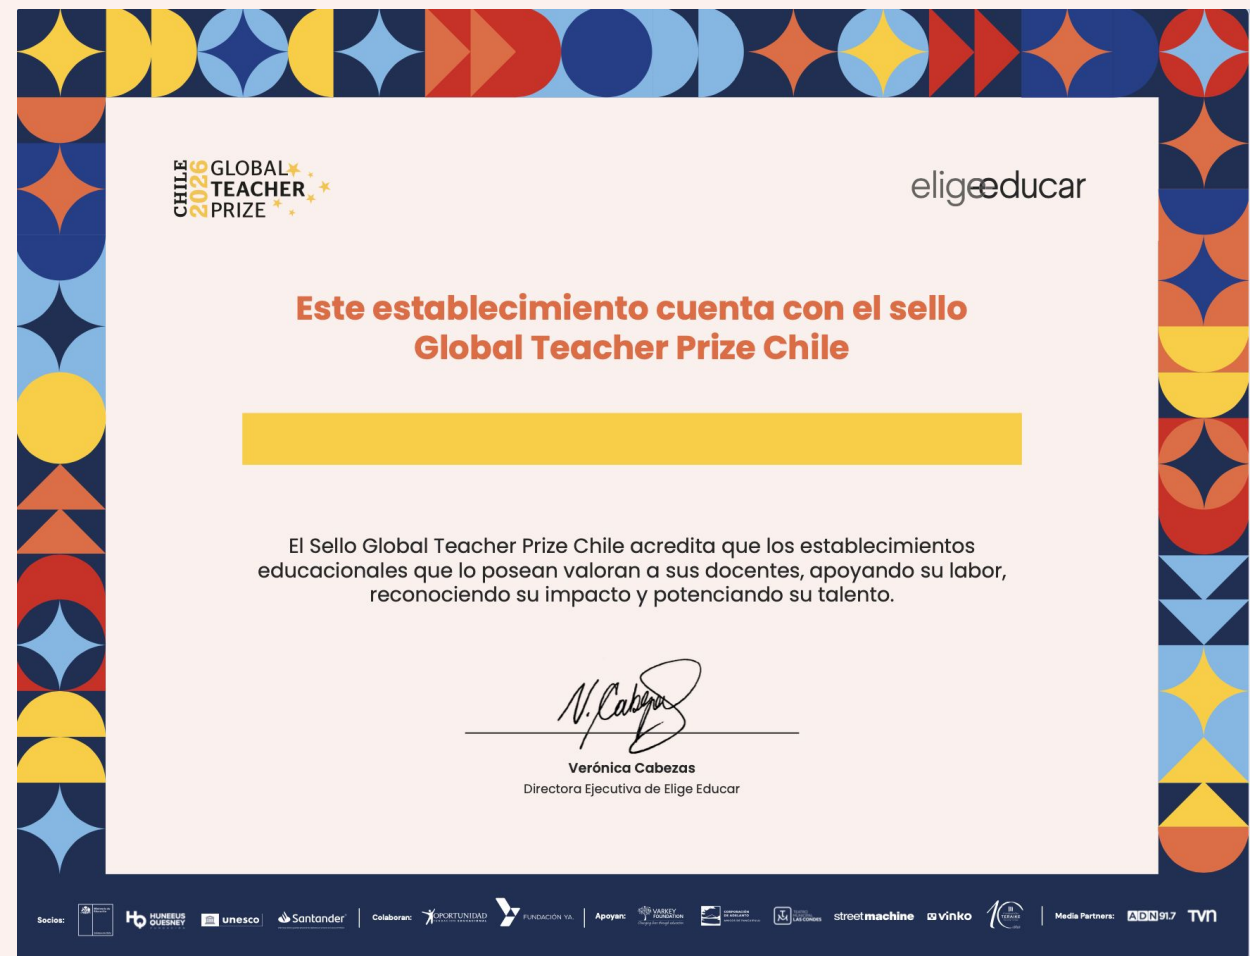 CHILE
2026
GLOBAL
TEACHER
PRIZE
eligeeducar
Este establecimiento cuenta con el sello
Global Teacher Prize Chile
El Sello Global Teacher Prize Chile acredita que los establecimientos
educacionales que lo posean valoran a sus docentes, apoyando su labor,
reconociendo su impacto y potenciando su talento.
N. Cabezas
Verónica Cabezas
Directora Ejecutiva de Elige Educar
Socios:
HUNEEUS
QUESNEY
unesco
Santander
Colaboran:
OPORTUNIDAD
FUNDACIÓN YA.
Apoyan:
VARKEY
FOUNDATION
LAS CONDES
streetmachine
vinko
Media Partners:
ADN 91.7
TVN